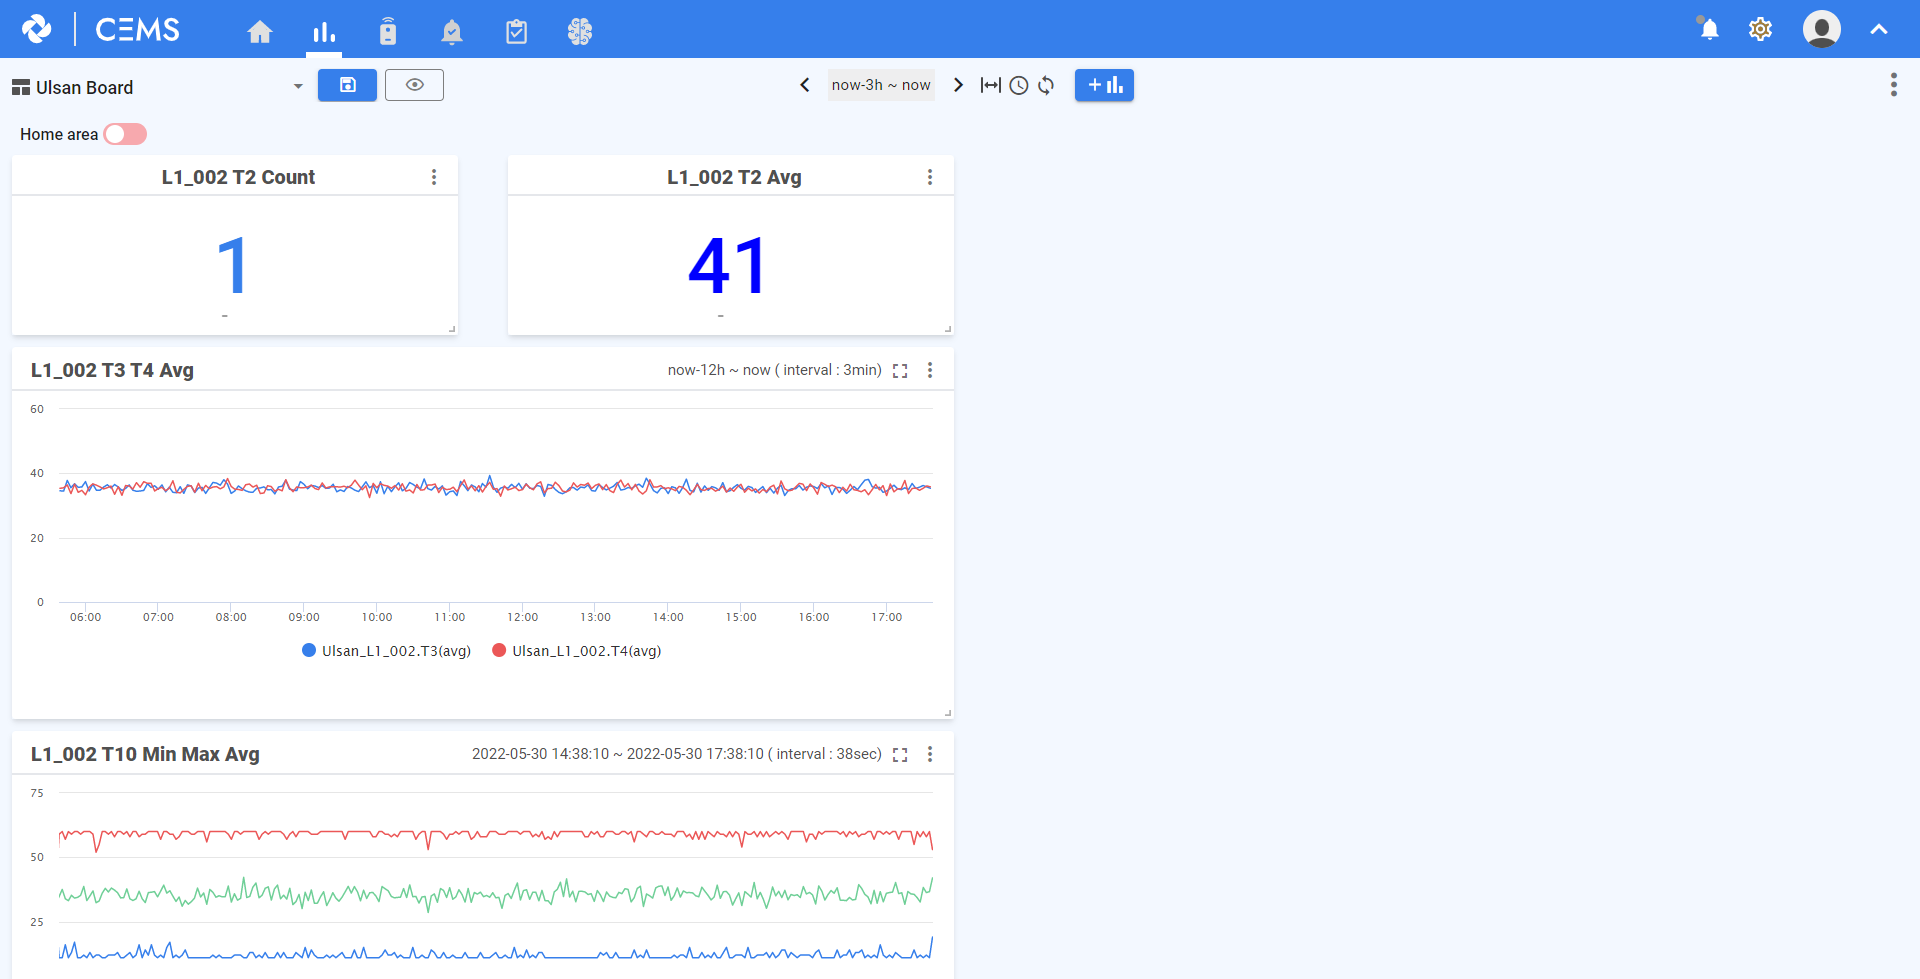 CEMS
Ulsan Board
now-3h ~ now
Home area
L1_002 T2 Count
L1_002 T2 Avg
1
41
-
-
L1_002 T3 T4 Avg
now-12h ~ now ( interval : 3min)
60
40
20
0
06:00 07:00 08:00 09:00 10:00 11:00 12:00 13:00 14:00 15:00 16:00 17:00
Ulsan_L1_002.T3(avg) Ulsan_L1_002.T4(avg)
L1_002 T10 Min Max Avg
2022-05-30 14:38:10 ~ 2022-05-30 17:38:10 ( interval : 38sec)
75
50
25